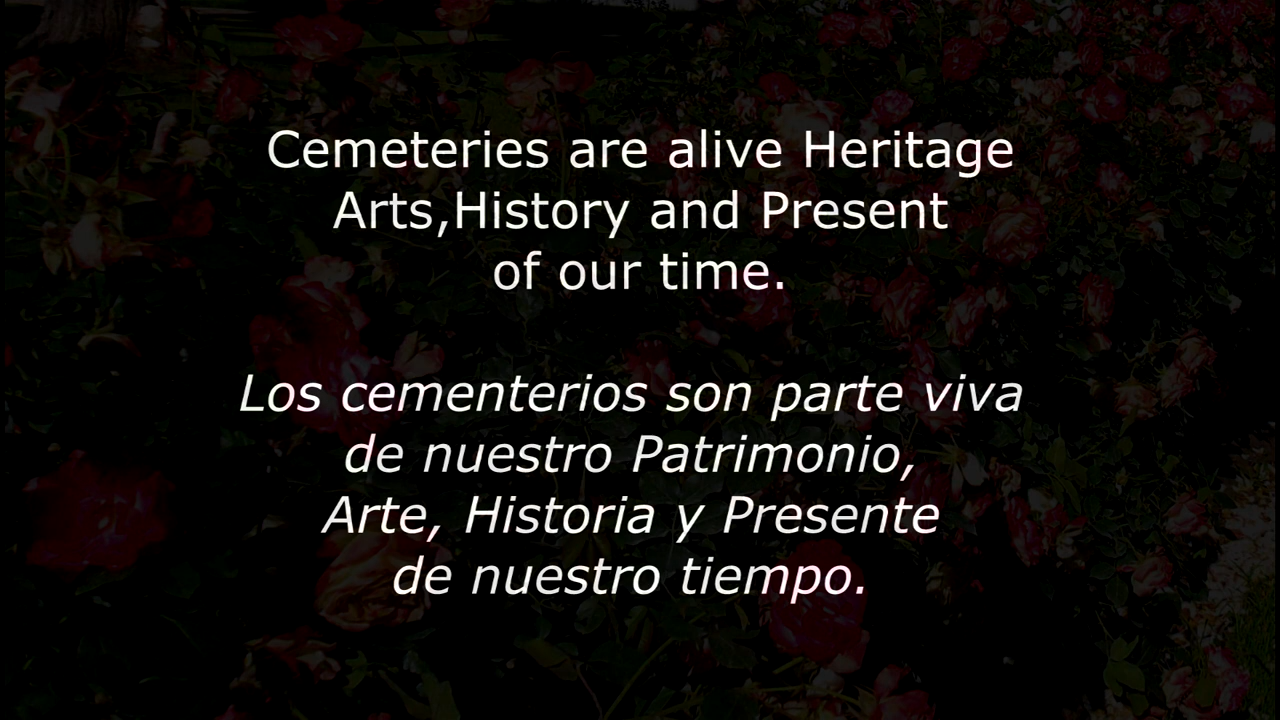 Cemeteries are alive Heritage
Arts,History and Present
of our time.
Los cementerios son parte viva
de nuestro Patrimonio,
Arte, Historia y Presente
de nuestro tiempo.